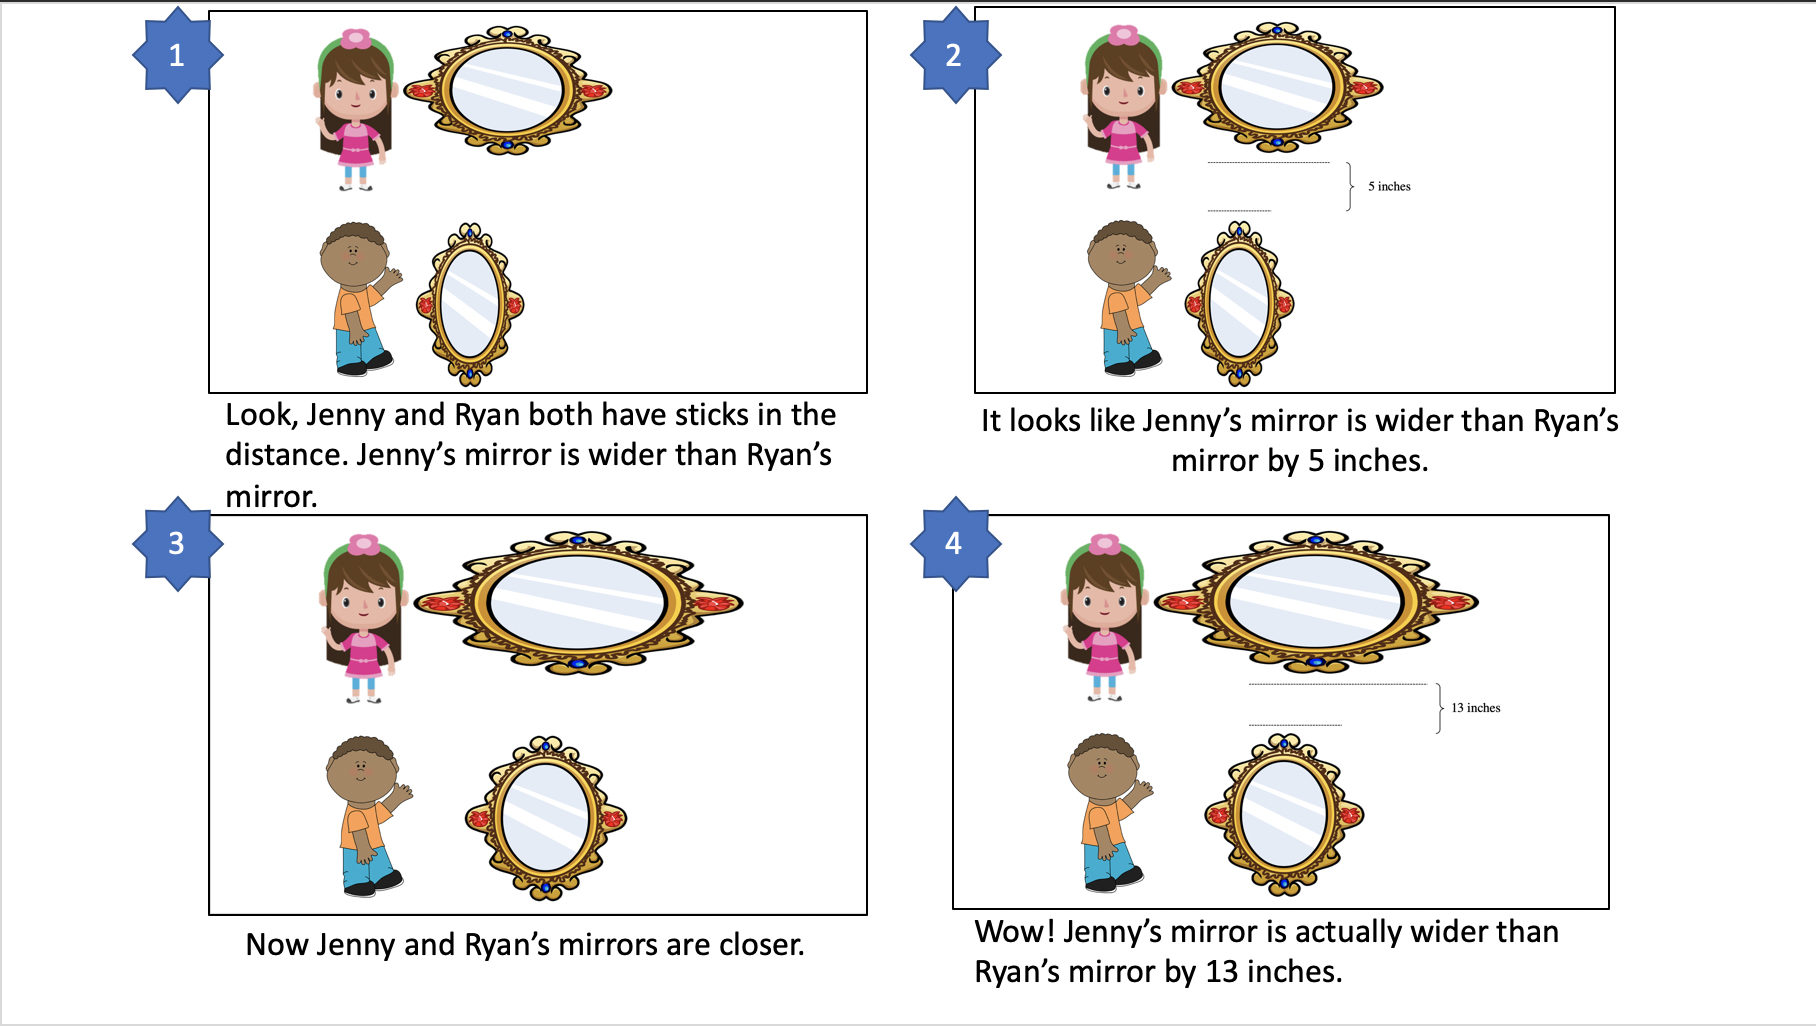 1
Look, Jenny and Ryan both have sticks in the
distance. Jenny’s mirror is wider than Ryan’s
mirror.
2
5 inches
It looks like Jenny’s mirror is wider than Ryan’s
mirror by 5 inches.
3
Now Jenny and Ryan’s mirrors are closer.
4
13 inches
Wow! Jenny’s mirror is actually wider than
Ryan’s mirror by 13 inches.